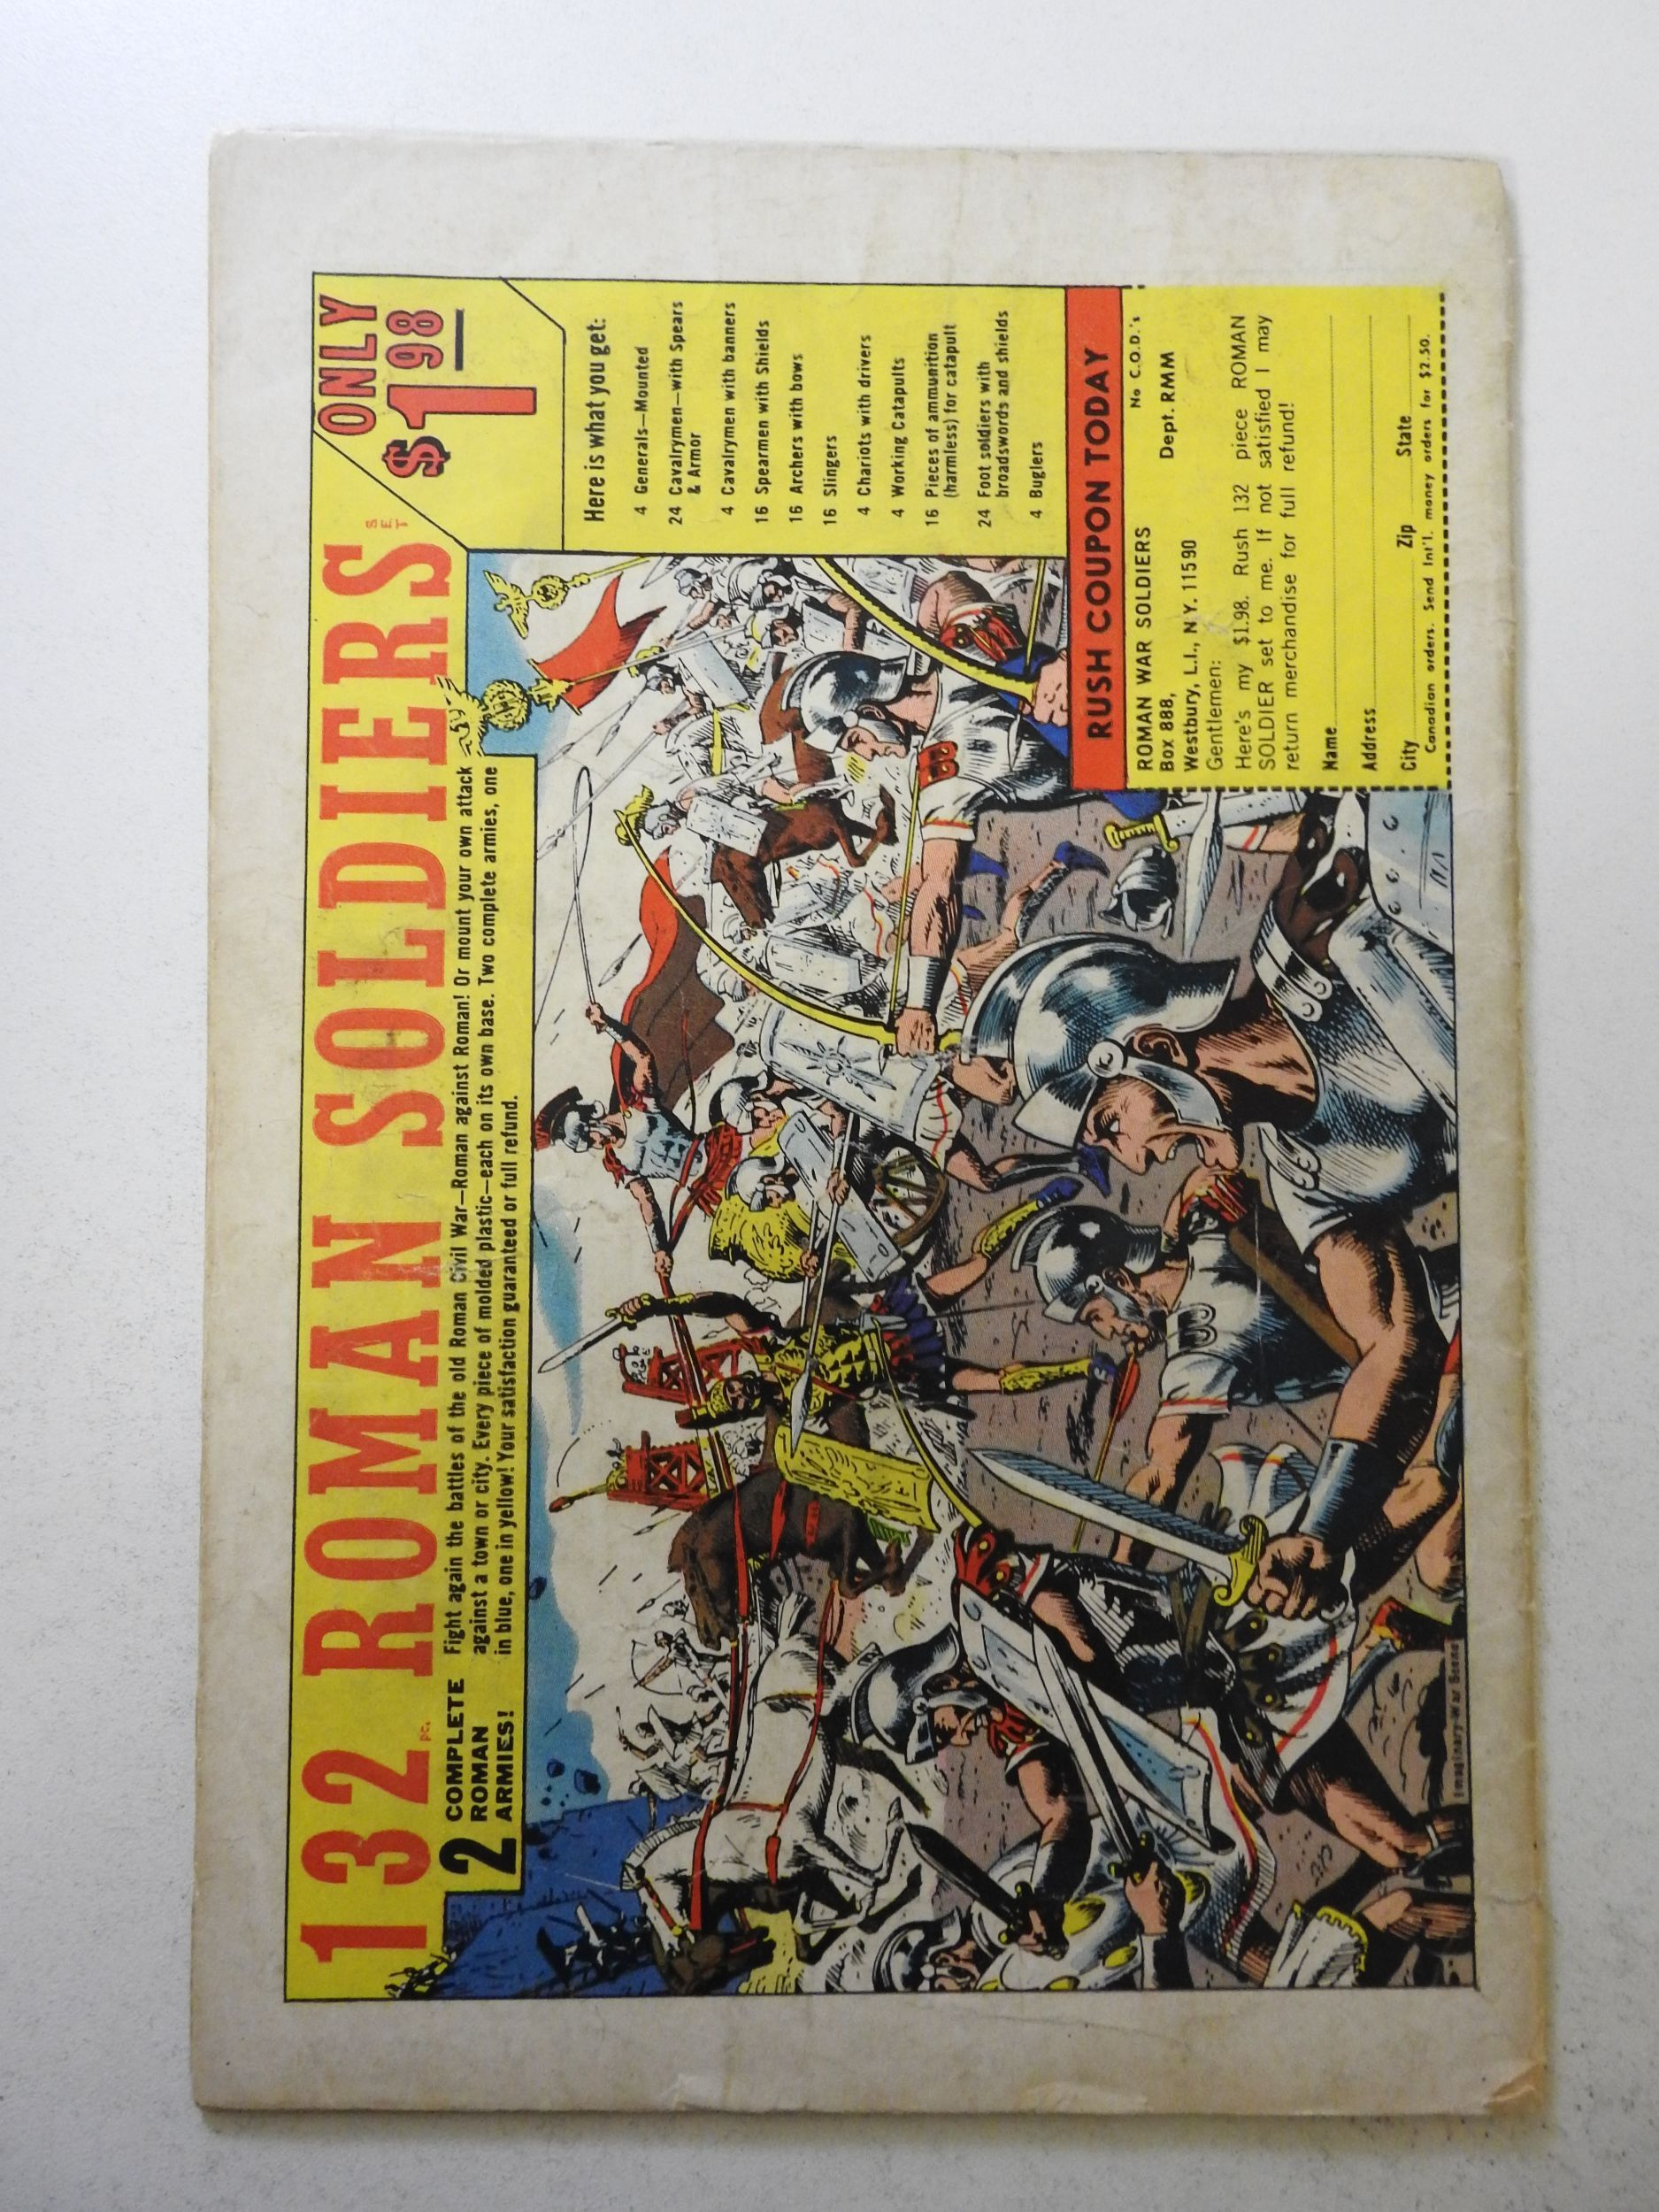 132 pc. ROMAN SOLDIERS SET
ONLY
$1.98
2 COMPLETE
ROMAN
ARMIES!
Fight again the battles of the old Roman Civil War—Roman against Roman! Or mount your own attack
against a town or city. Every piece of molded plastic—each on its own base. Two complete armies, one
in blue, one in yellow! Your satisfaction guaranteed or full refund.
Here is what you get:
4 Generals—Mounted
24 Cavalrymen—with Spears
& Armor
4 Cavalrymen with banners
16 Spearmen with Shields
16 Archers with bows
16 Slingers
4 Chariots with drivers
4 Working Catapults
16 Pieces of ammunition
(harmless) for catapult
24 Foot soldiers with
broadswords and shields
4 Buglers
RUSH COUPON TODAY
No C.O.D.'s
ROMAN WAR SOLDIERS
Box 888, Dept. RMM
Westbury, L.I., N.Y. 11590
Gentlemen:
Here's my $1.98. Rush 132 piece ROMAN
SOLDIER set to me. If not satisfied I may
return merchandise for full refund!
Name
Address
City Zip State
Canadian orders. Send Int'l. money orders for $2.50.
Imaginary War Scene